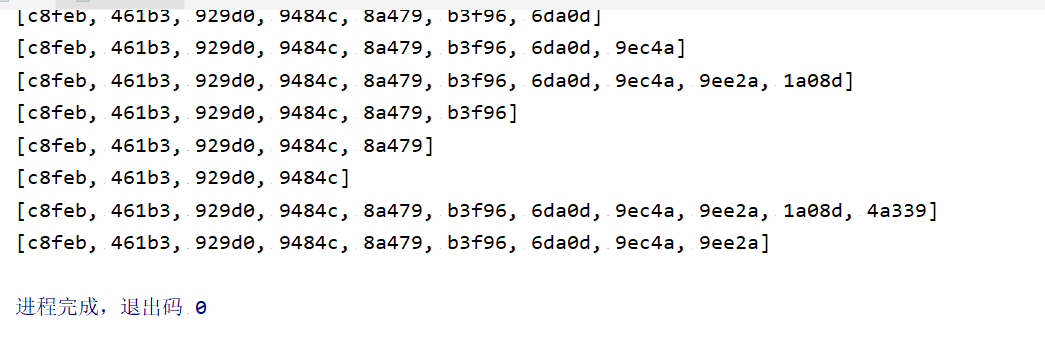 [c8feb, 461b3, 929d0, 9484c, 8a479, b3f96, 6da0d]
[c8feb, 461b3, 929d0, 9484c, 8a479, b3f96, 6da0d, 9ec4a]
[c8feb, 461b3, 929d0, 9484c, 8a479, b3f96, 6da0d, 9ec4a, 9ee2a, 1a08d]
[c8feb, 461b3, 929d0, 9484c, 8a479, b3f96]
[c8feb, 461b3, 929d0, 9484c, 8a479]
[c8feb, 461b3, 929d0, 9484c]
[c8feb, 461b3, 929d0, 9484c, 8a479, b3f96, 6da0d, 9ec4a, 9ee2a, 1a08d, 4a339]
[c8feb, 461b3, 929d0, 9484c, 8a479, b3f96, 6da0d, 9ec4a, 9ee2a]
进程完成，退出码 0